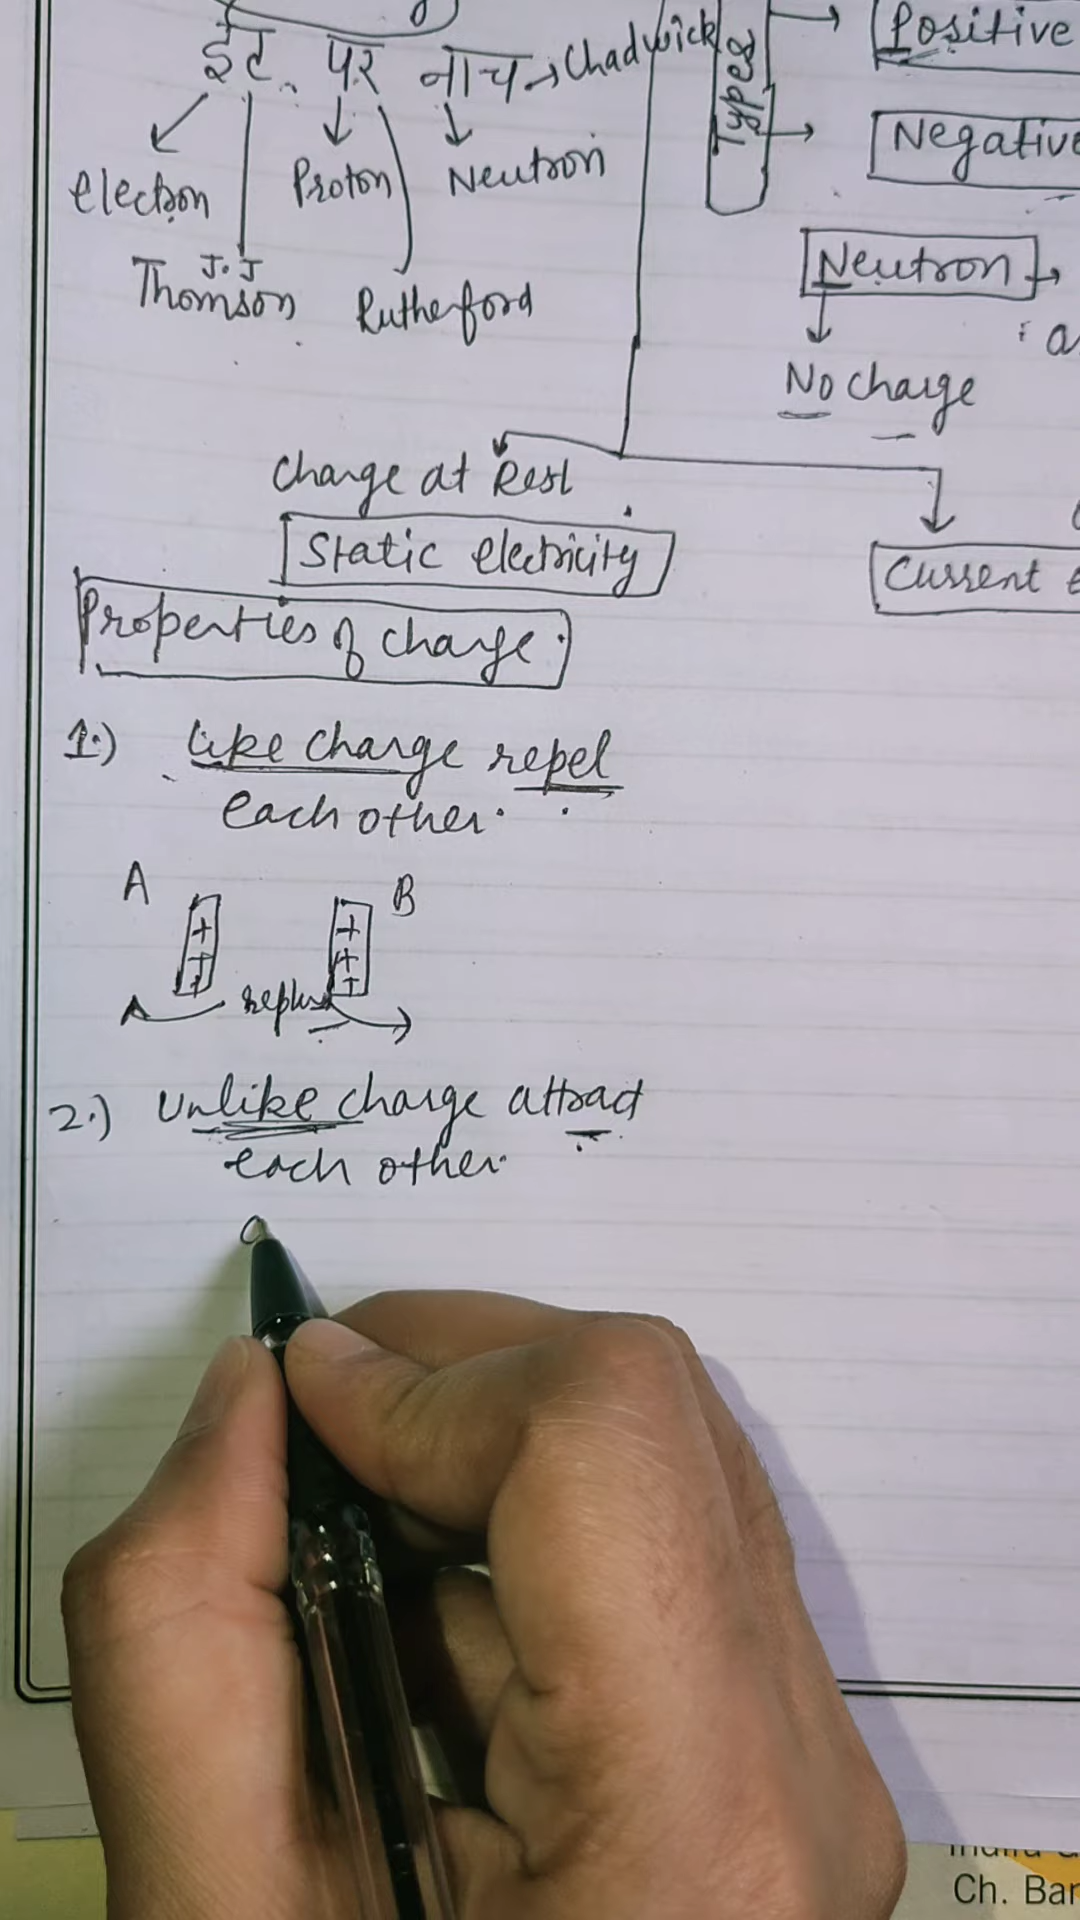 ईट पर नाच → Chadwick
electron
Proton
Neutron
J.J
Thomson
Rutherford
Types
Positive
Negative
Neutron →
No charge
Charge at Rest
Static electricity
Current
Properties of charge.
1.) like charge repel
each other.
A
B
+
+
+
+
+
+
2.) Unlike charge attract
each other.
Ch. Bar